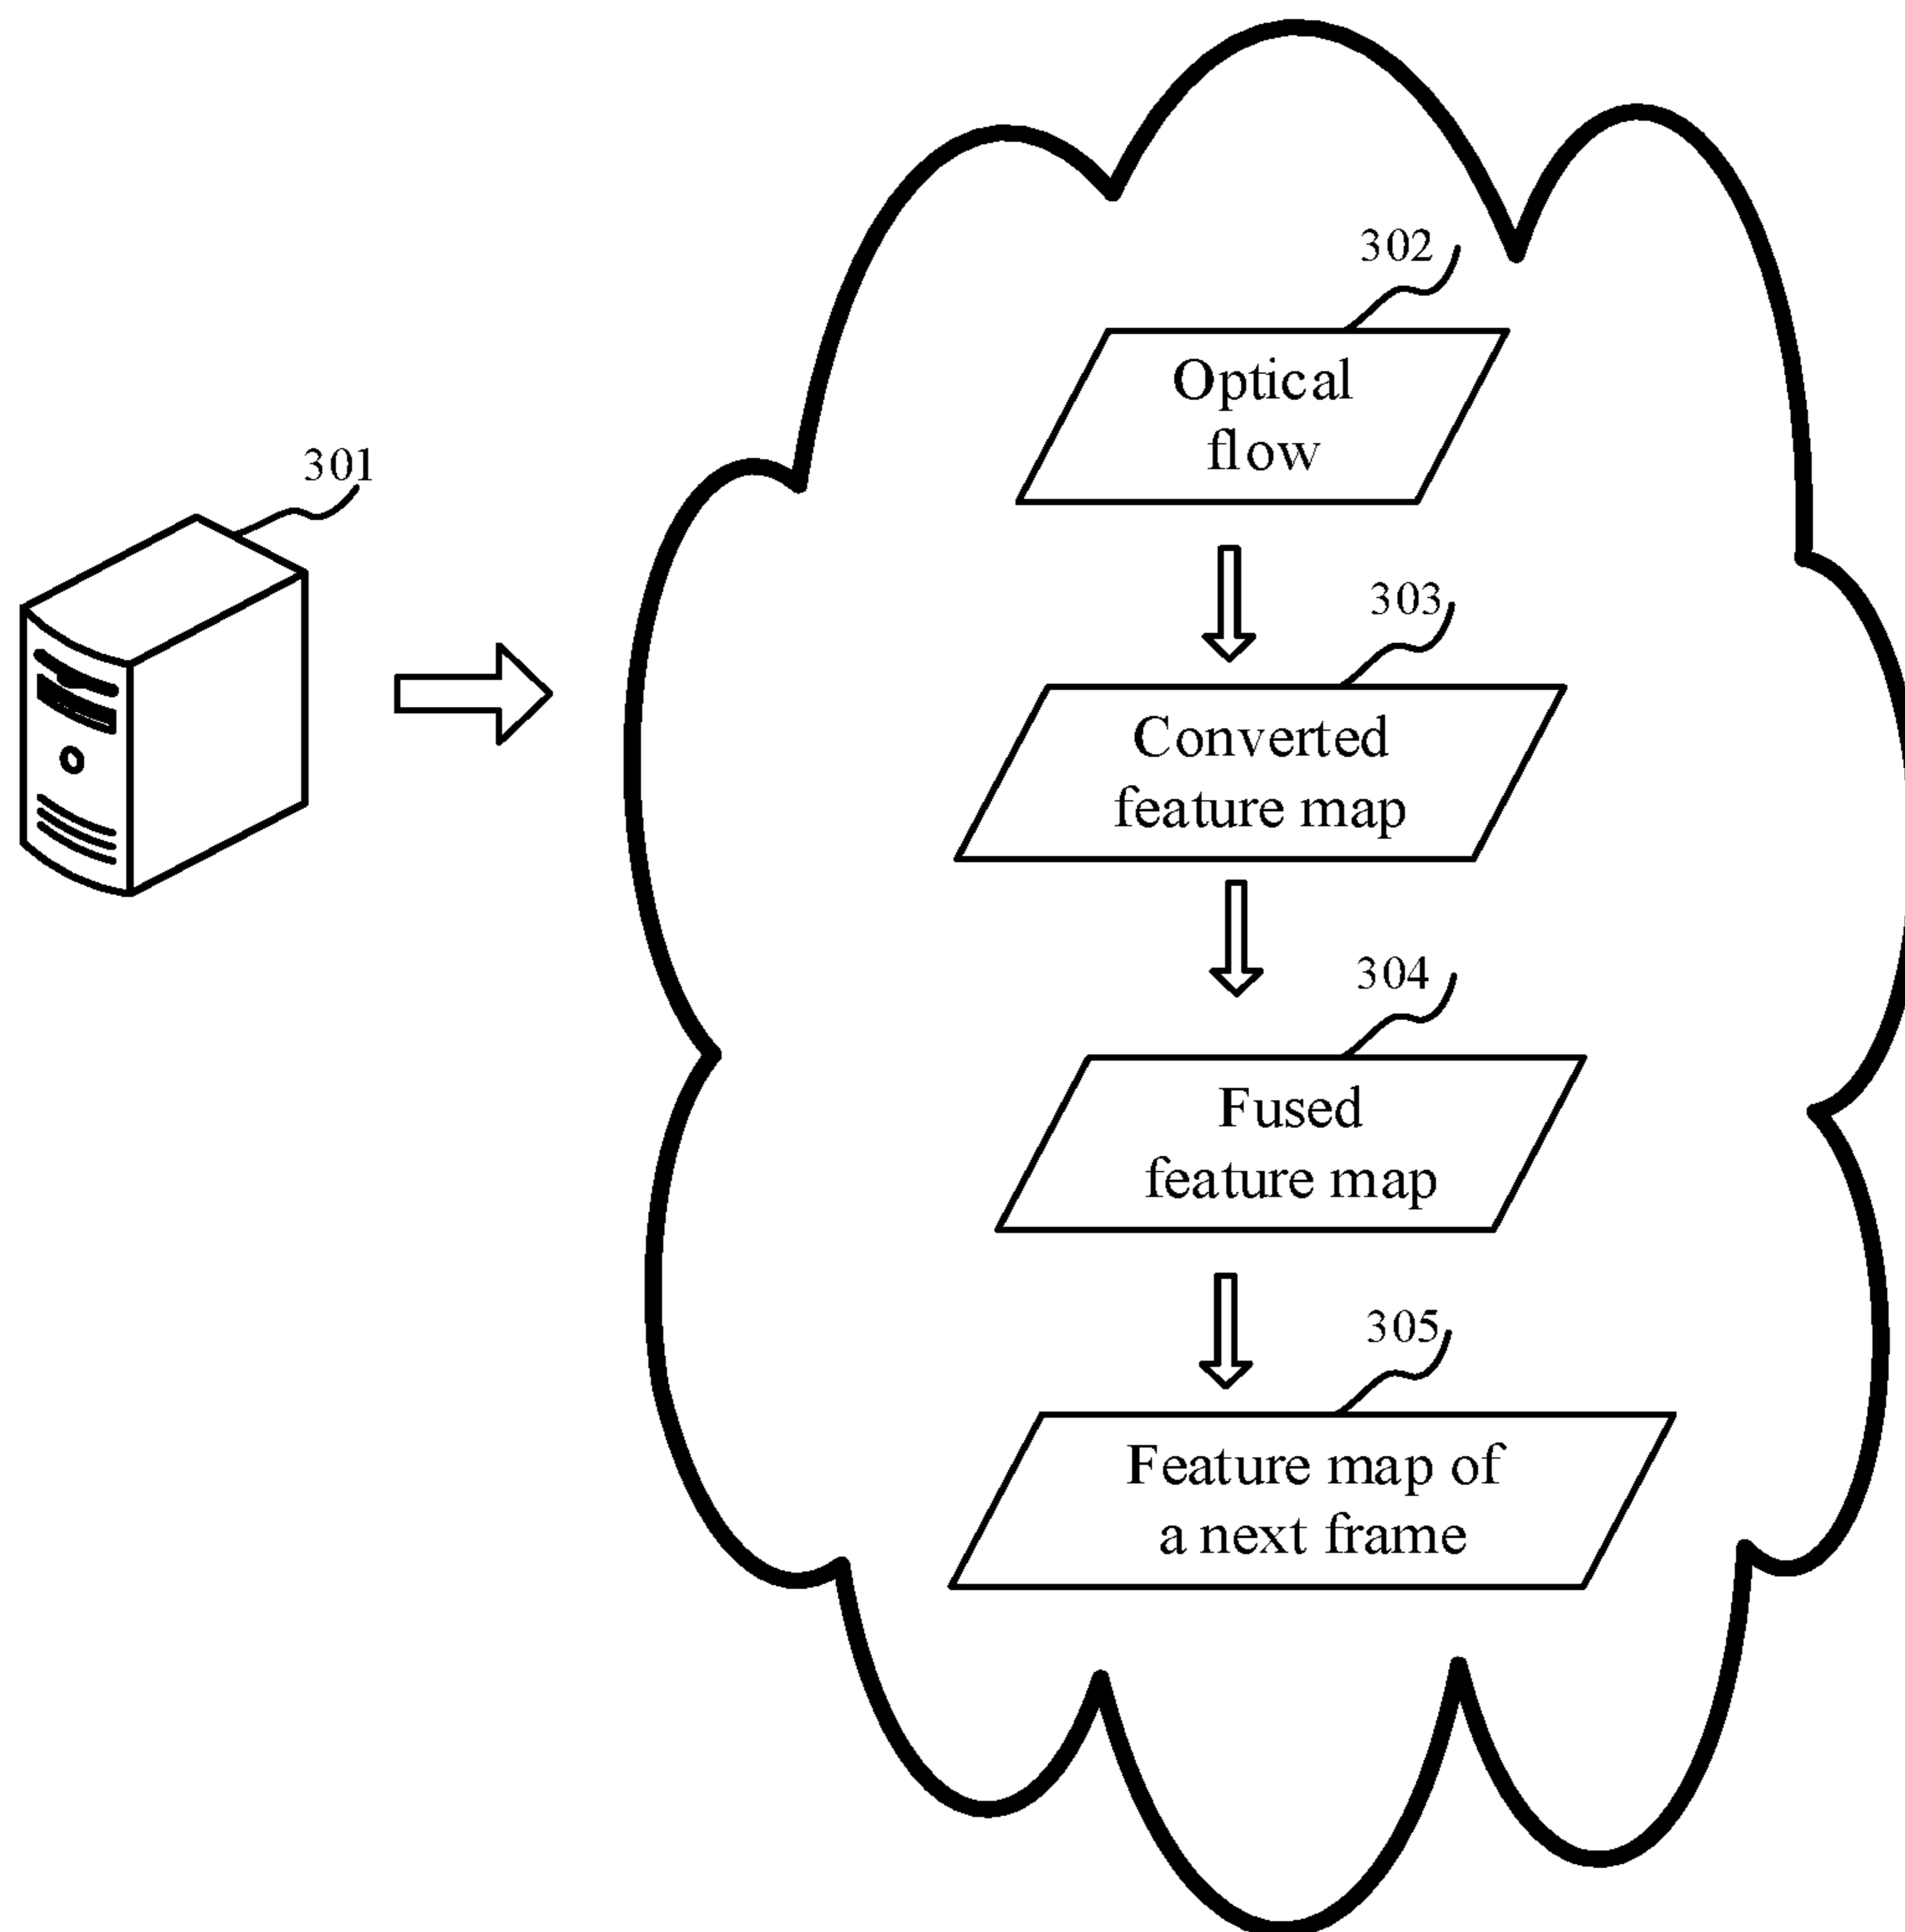 301
302
Optical
flow
303
Converted
feature map
304
Fused
feature map
305
Feature map of
a next frame